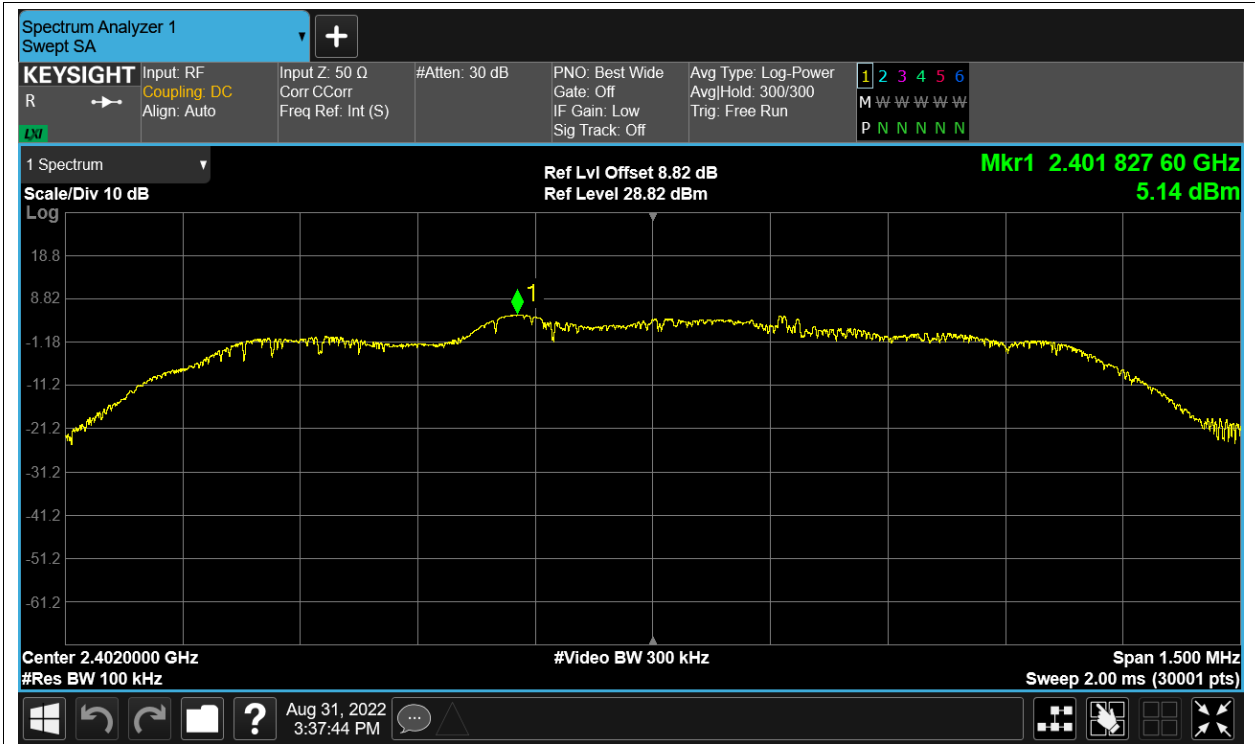 Spectrum Analyzer 1
Swept SA
KEYSIGHT
R
LXI
Input: RF
Coupling: DC
Align: Auto
Input Z: 50 Ω
Corr CCorr
Freq Ref: Int (S)
#Atten: 30 dB
PNO: Best Wide
Gate: Off
IF Gain: Low
Sig Track: Off
Avg Type: Log-Power
Avg|Hold: 300/300
Trig: Free Run
1 2 3 4 5 6
M W W W W W
P N N N N N
1 Spectrum
Scale/Div 10 dB
Log
Ref Lvl Offset 8.82 dB
Ref Level 28.82 dBm
Mkr1 2.401 827 60 GHz
5.14 dBm
18.8
8.82
-1.18
-11.2
-21.2
-31.2
-41.2
-51.2
-61.2
1
Center 2.4020000 GHz
#Res BW 100 kHz
#Video BW 300 kHz
Span 1.500 MHz
Sweep 2.00 ms (30001 pts)
?
Aug 31, 2022
3:37:44 PM